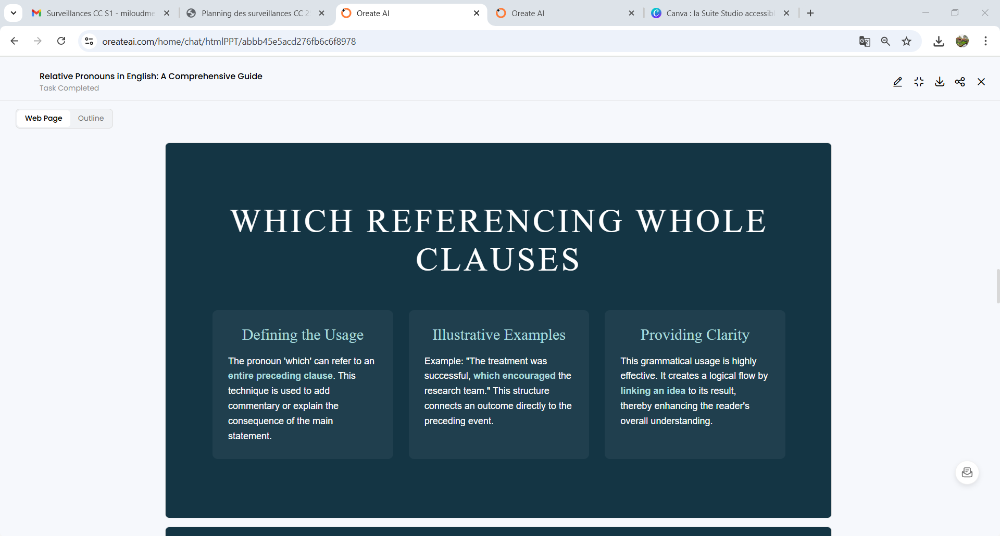 Surveillances CC S1 - miloudme
Planning des surveillances CC 2
Oreate AI
Oreate AI
Canva : la Suite Studio accessibl
oreateai.com/home/chat/htmlPPT/abbb45e5acd276fb6c6f8978
Relative Pronouns in English: A Comprehensive Guide
Task Completed
Web Page
Outline
WHICH REFERENCING WHOLE
CLAUSES
Defining the Usage
The pronoun 'which' can refer to an
entire preceding clause. This
technique is used to add
commentary or explain the
consequence of the main
statement.
Illustrative Examples
Example: "The treatment was
successful, which encouraged the
research team." This structure
connects an outcome directly to the
preceding event.
Providing Clarity
This grammatical usage is highly
effective. It creates a logical flow by
linking an idea to its result,
thereby enhancing the reader's
overall understanding.